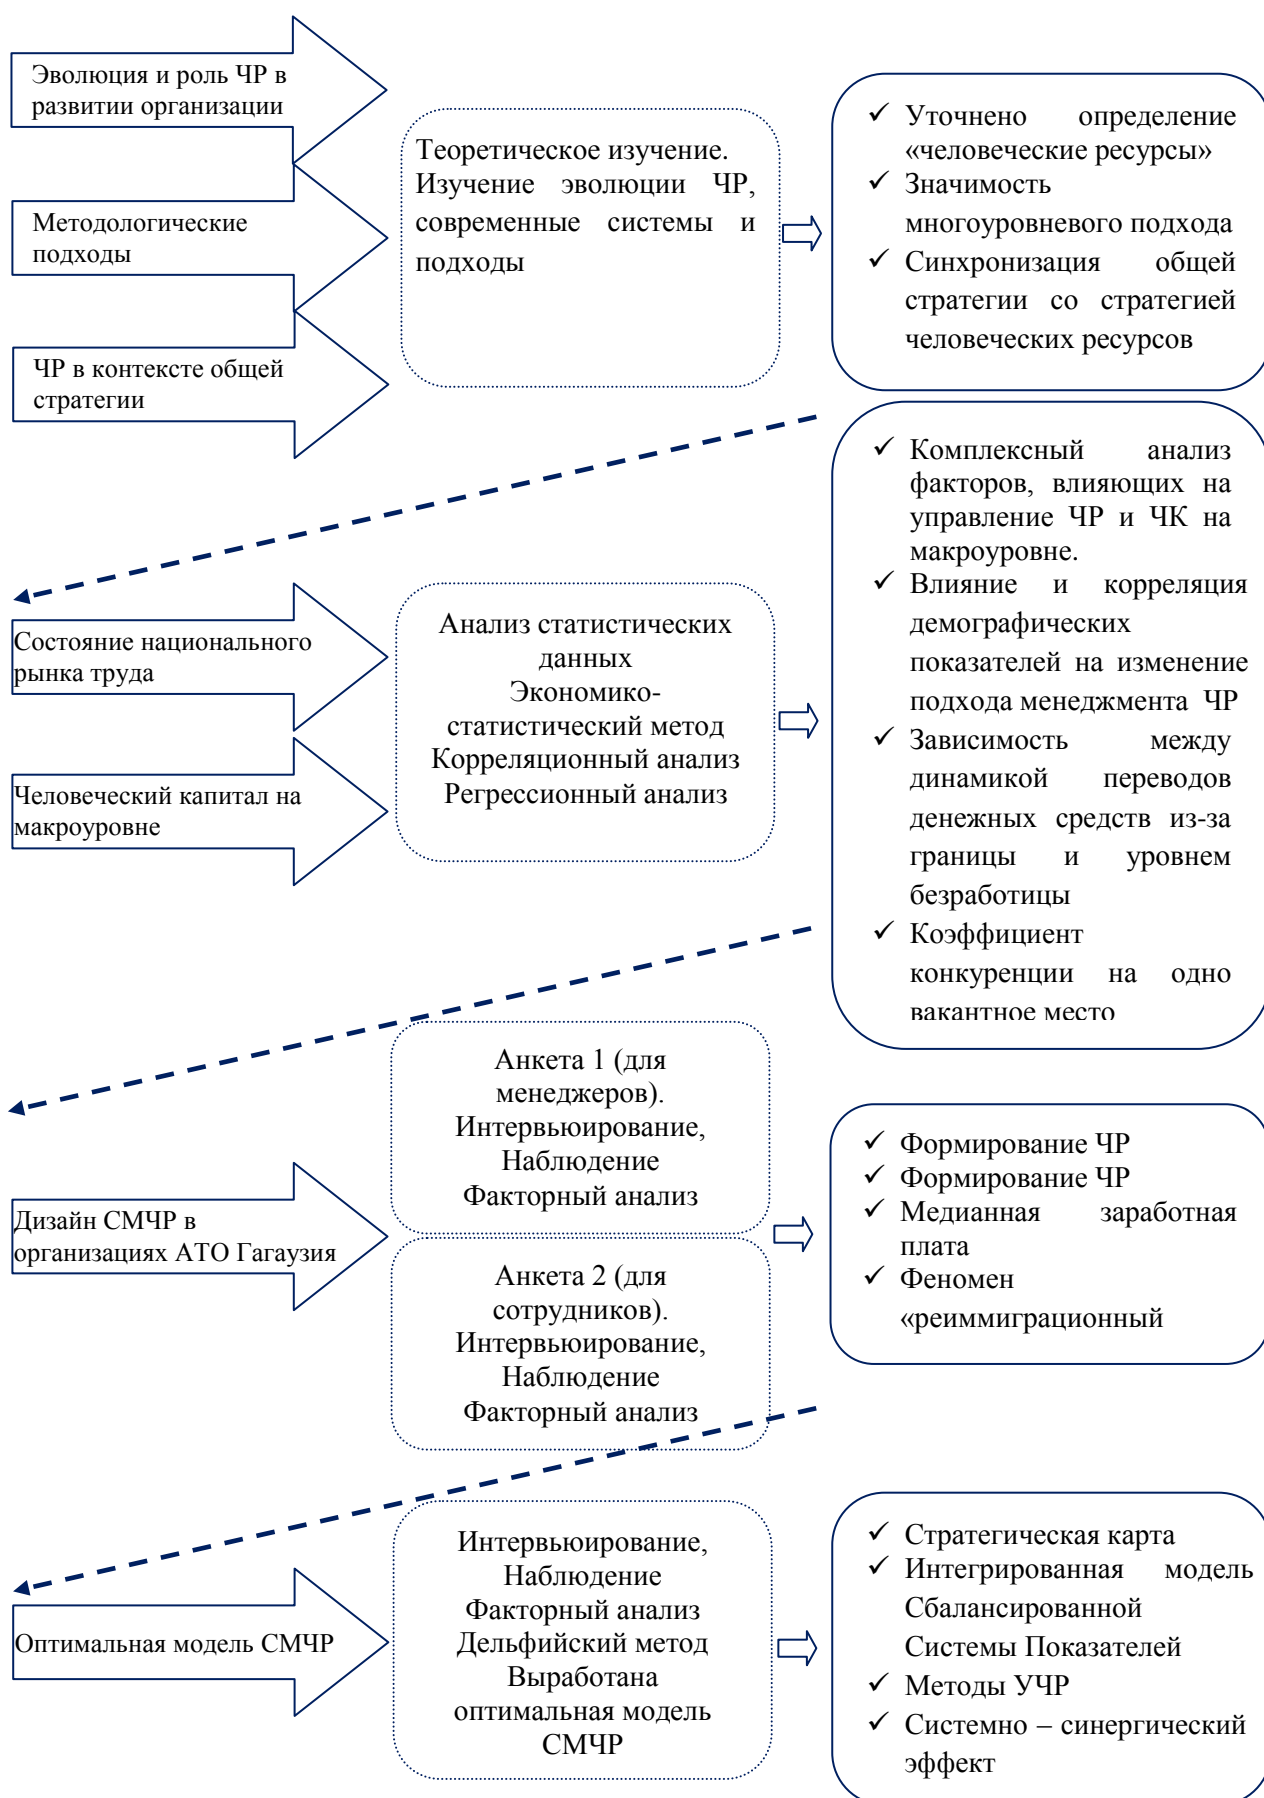 Эволюция и роль ЧР в
развитии организации
Методологические
подходы
ЧР в контексте общей
стратегии
Теоретическое изучение.
Изучение эволюции ЧР,
современные системы и
подходы
✓ Уточнено определение
«человеческие ресурсы»
✓ Значимость
многоуровневого подхода
✓ Синхронизация общей
стратегии со стратегией
человеческих ресурсов
Состояние национального
рынка труда
Человеческий капитал на
макроуровне
Анализ статистических
данных
Экономико-
статистический метод
Корреляционный анализ
Регрессионный анализ
✓ Комплексный анализ
факторов, влияющих на
управление ЧР и ЧК на
макроуровне.
✓ Влияние и корреляция
демографических
показателей на изменение
подхода менеджмента ЧР
✓ Зависимость между
динамикой переводов
денежных средств из-за
границы и уровнем
безработицы
✓ Коэффициент
конкуренции на одно
вакантное место
Дизайн СМЧР в
организациях АТО Гагаузия
Анкета 1 (для
менеджеров).
Интервьюирование,
Наблюдение
Факторный анализ
Анкета 2 (для
сотрудников).
Интервьюирование,
Наблюдение
Факторный анализ
✓ Формирование ЧР
✓ Формирование ЧР
✓ Медианная заработная
плата
✓ Феномен
«реиммиграционный
Оптимальная модель СМЧР
Интервьюирование,
Наблюдение
Факторный анализ
Дельфийский метод
Выработана
оптимальная модель
СМЧР
✓ Стратегическая карта
✓ Интегрированная модель
Сбалансированной
Системы Показателей
✓ Методы УЧР
✓ Системно – синергический
эффект